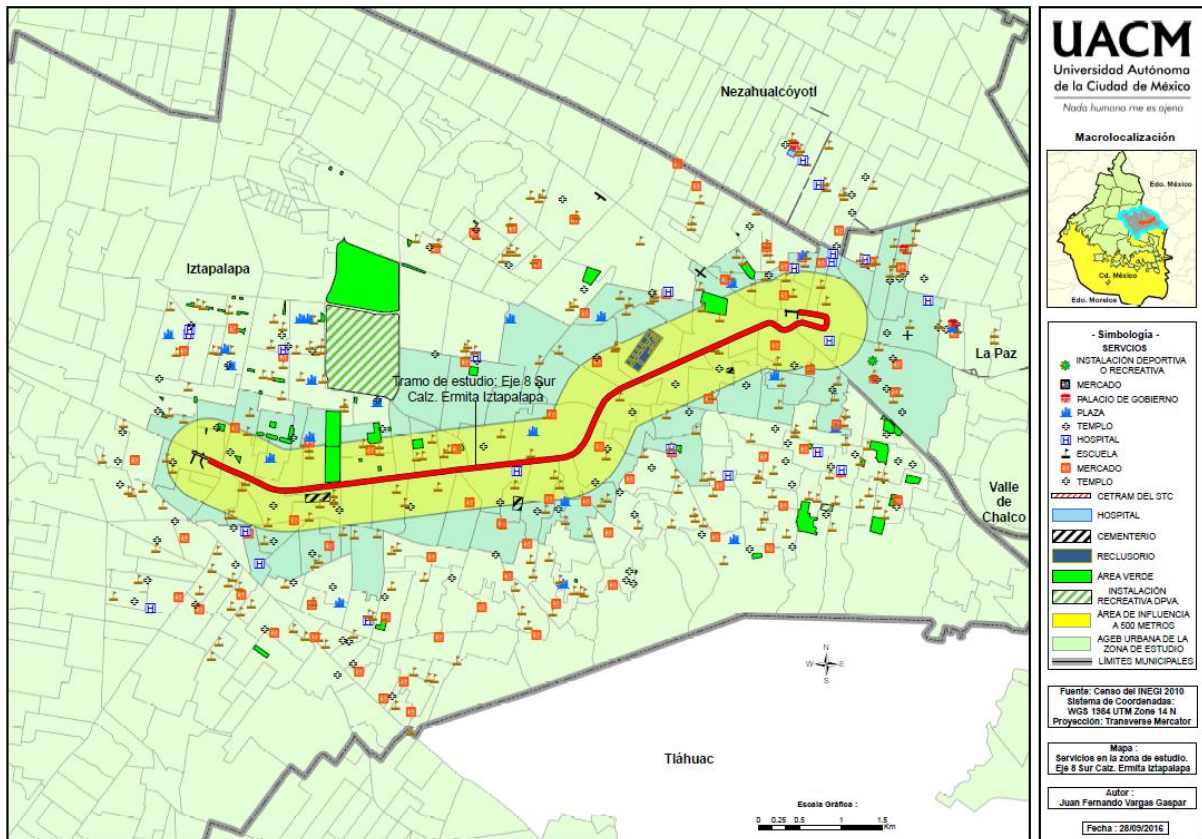 Nezahualcóyotl
Iztapalapa
La Paz
Tramo de estudio: Eje 8 Sur
Calz. Ermita Iztapalapa
Valle
de
Chalco
Tláhuac
N
W E
S
Escala Gráfica :
0 0.25 0.5 1 1.5
Km
UACM
Universidad Autónoma
de la Ciudad de México
Nada humano me es ajeno
Macrolocalización
Edo. México
Cd. México
Edo. Morelos
- Simbología -
SERVCIOS
INSTALACIÓN DEPORTIVA
O RECREATIVA
MERCADO
PALACIO DE GOBIERNO
PLAZA
TEMPLO
HOSPITAL
ESCUELA
MERCADO
TEMPLO
CETRAM DEL STC
HOSPITAL
CEMENTERIO
RECLUSORIO
ÁREA VERDE
INSTALACIÓN
RECREATIVA DPVA.
ÁREA DE INFLUENCIA
A 500 METROS
AGEB URBANA DE LA
ZONA DE ESTUDIO
LÍMITES MUNICIPALES
Fuente: Censo del INEGI 2010
Sistema de Coordenadas:
WGS 1984 UTM Zone 14 N
Proyección: Transverse Mercator
Mapa :
Servicios en la zona de estudio.
Eje 8 Sur Calz. Ermita Iztapalapa
Autor :
Juan Fernando Vargas Gaspar
Fecha : 28/09/2016